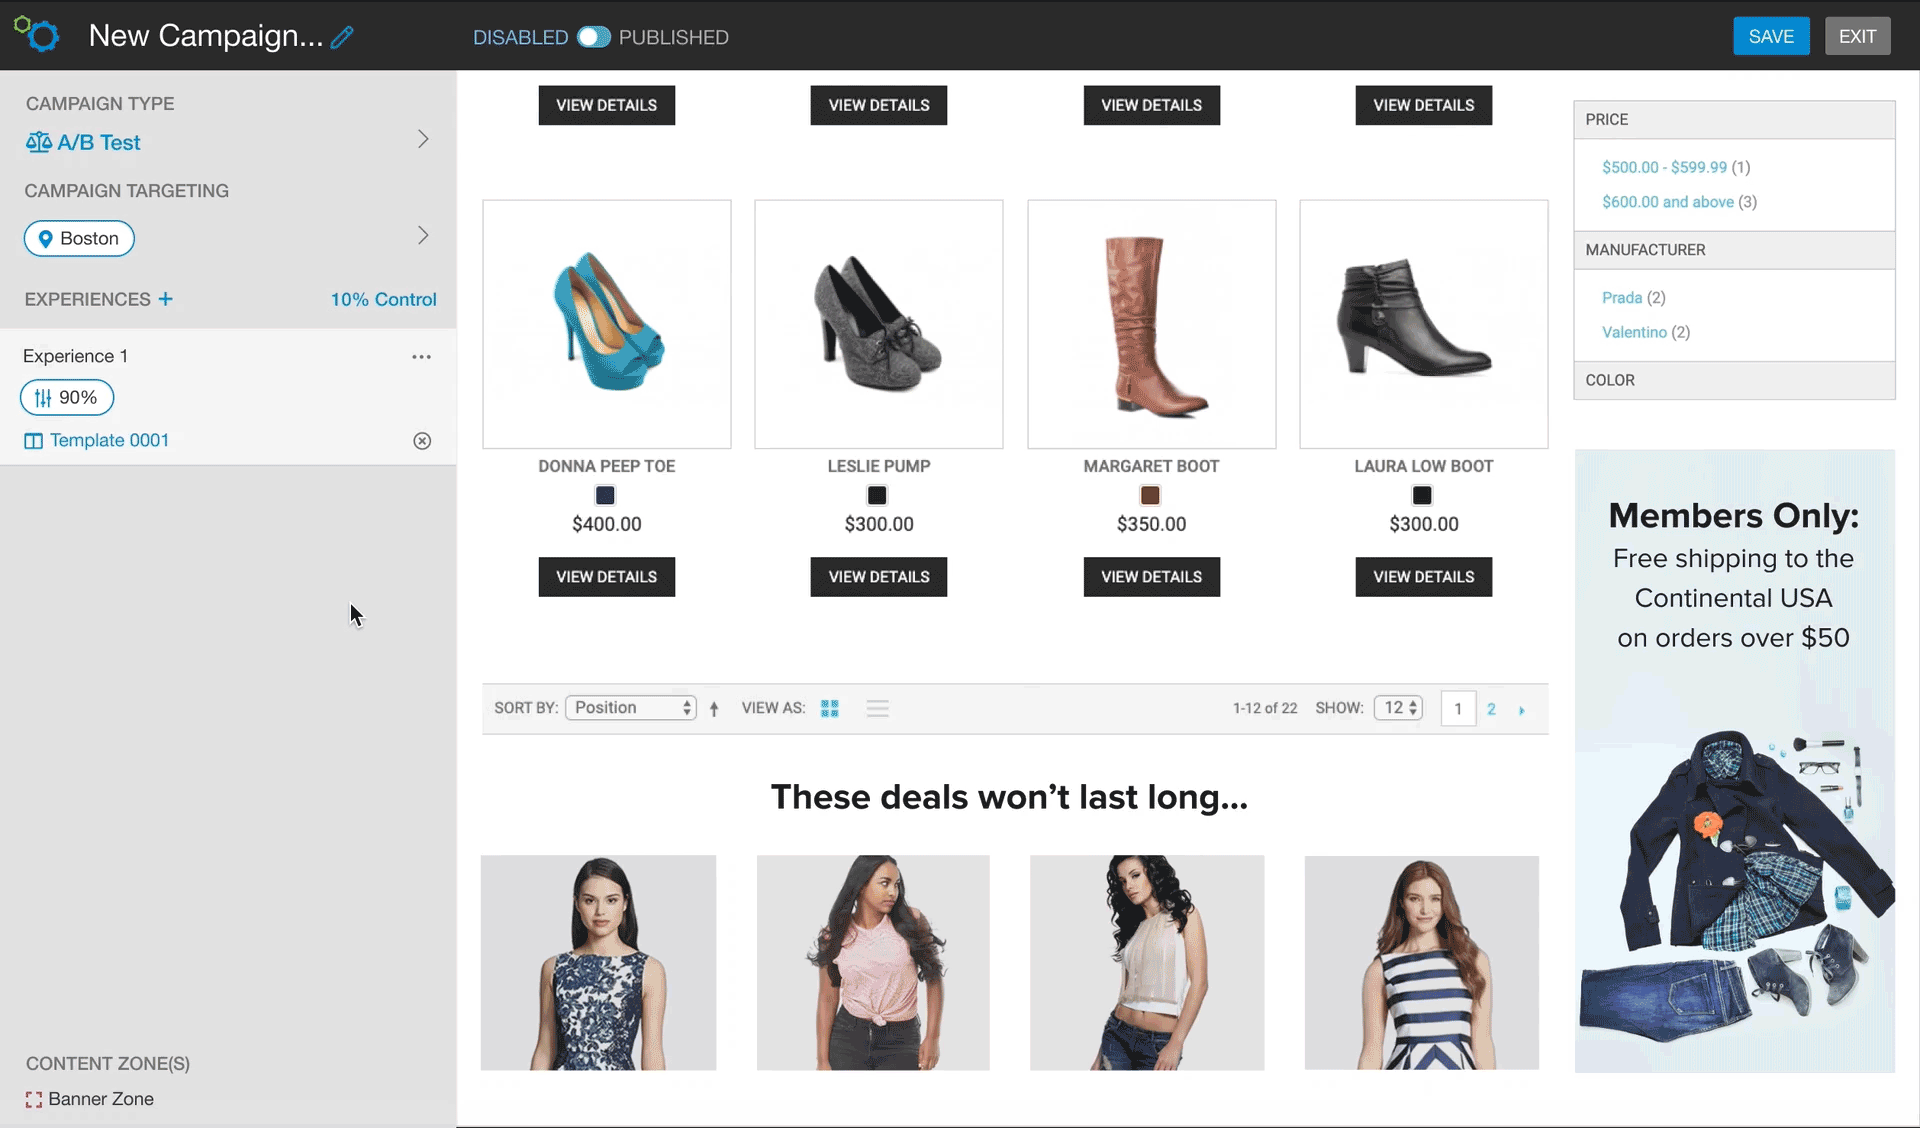 New Campaign...
DISABLED PUBLISHED
SAVE EXIT
CAMPAIGN TYPE
A/B Test
CAMPAIGN TARGETING
Boston
EXPERIENCES + 10% Control
Experience 1
90%
Template 0001
CONTENT ZONE(S)
Banner Zone
VIEW DETAILS VIEW DETAILS VIEW DETAILS VIEW DETAILS
DONNA PEEP TOE LESLIE PUMP MARGARET BOOT LAURA LOW BOOT
$400.00 $300.00 $350.00 $300.00
VIEW DETAILS VIEW DETAILS VIEW DETAILS VIEW DETAILS
SORT BY: Position VIEW AS: 1-12 of 22 SHOW: 12 1 2
These deals won’t last long...
PRICE
$500.00 - $599.99 (1)
$600.00 and above (3)
MANUFACTURER
Prada (2)
Valentino (2)
COLOR
Members Only:
Free shipping to the
Continental USA
on orders over $50